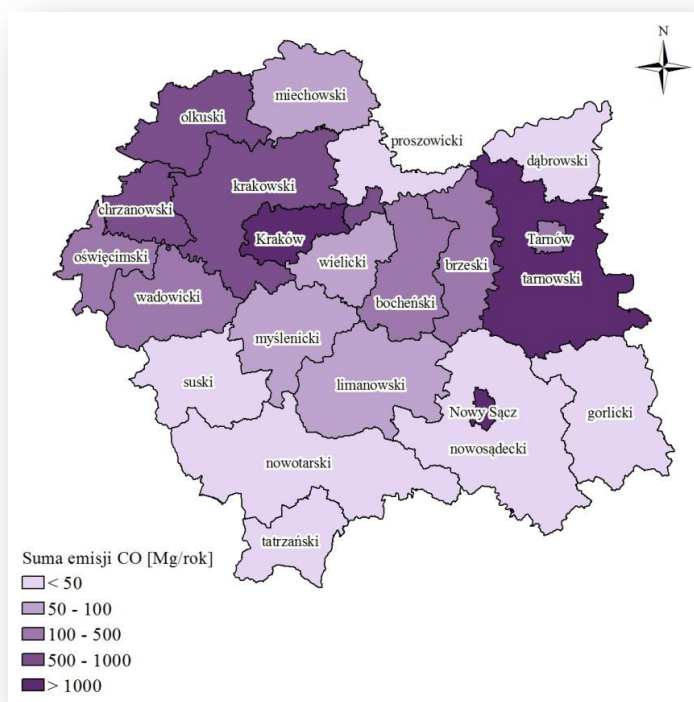 N
miechowski
olkuski
proszowicki
dąbrowski
krakowski
chrzanowski
Kraków
Tarnów
oświęcimski
wielicki
brzeski
tarnowski
wadowicki
bocheński
myślenicki
suski
limanowski
Nowy Sącz
gorlicki
nowosądecki
nowotarski
tatrzański
Suma emisji CO [Mg/rok]
< 50
50 - 100
100 - 500
500 - 1000
> 1000